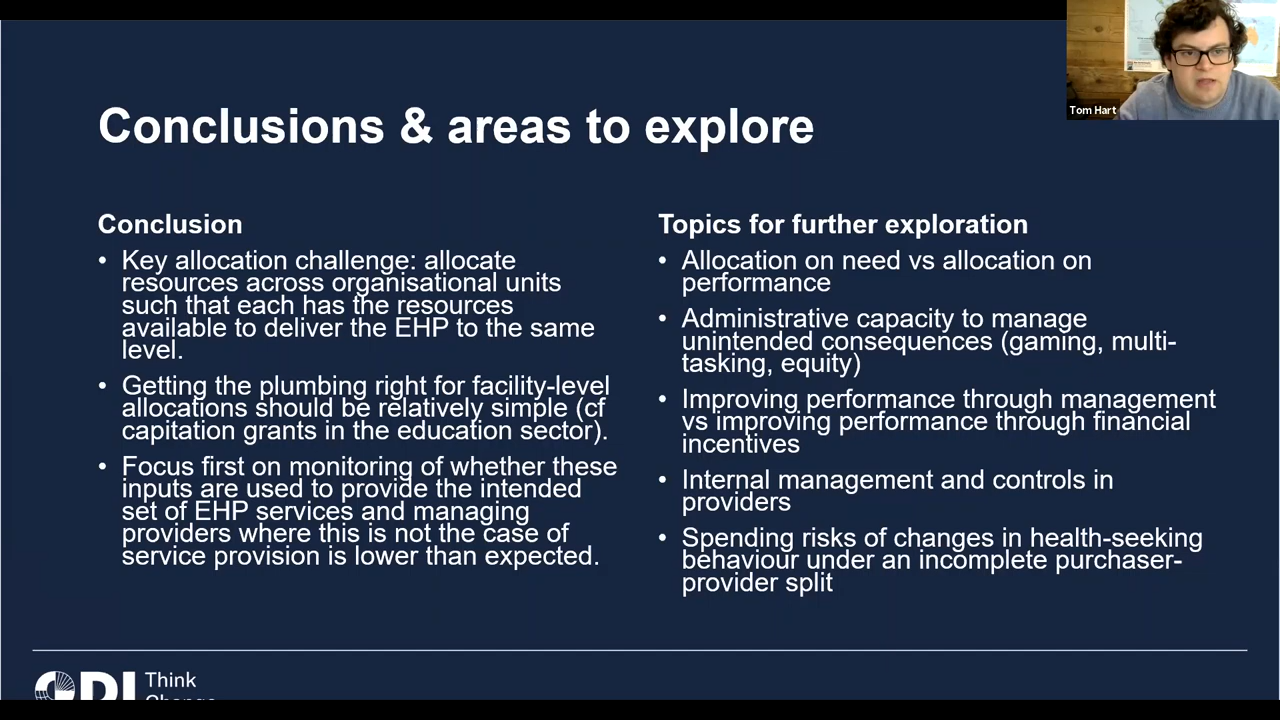 Tom Hart
Conclusions & areas to explore
Conclusion
• Key allocation challenge: allocate
resources across organisational units
such that each has the resources
available to deliver the EHP to the same
level.
• Getting the plumbing right for facility-level
allocations should be relatively simple (cf
capitation grants in the education sector).
• Focus first on monitoring of whether these
inputs are used to provide the intended
set of EHP services and managing
providers where this is not the case of
service provision is lower than expected.
Topics for further exploration
• Allocation on need vs allocation on
performance
• Administrative capacity to manage
unintended consequences (gaming, multi-
tasking, equity)
• Improving performance through management
vs improving performance through financial
incentives
• Internal management and controls in
providers
• Spending risks of changes in health-seeking
behaviour under an incomplete purchaser-
provider split
ODI
Think
Change